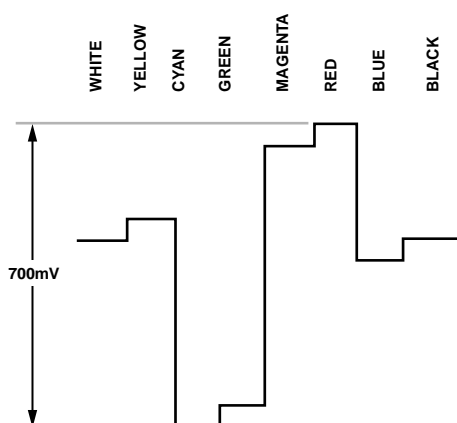 WHITE
YELLOW
CYAN
GREEN
MAGENTA
RED
BLUE
BLACK
700mV